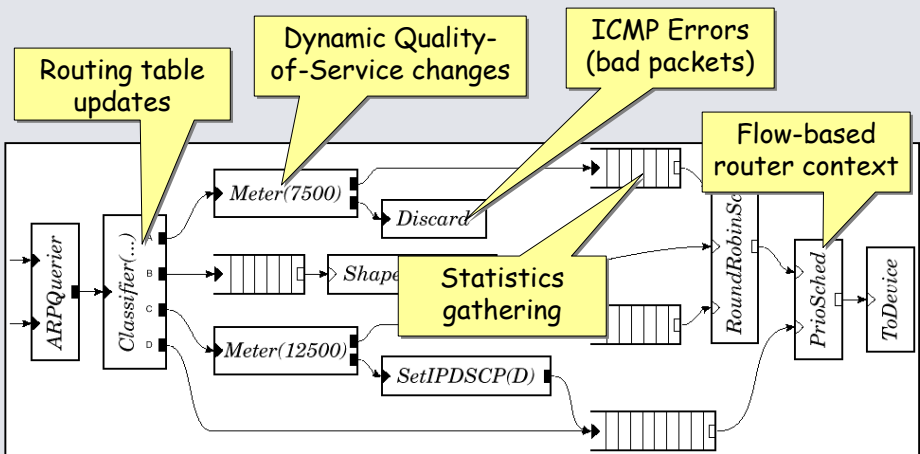 Routing table
updates
Dynamic Quality-
of-Service changes
ICMP Errors
(bad packets)
Flow-based
router context
Statistics
gathering
ARPQuerier
Classifier(...)
A
B
C
D
Meter(7500)
Discard
Shape
Meter(12500)
SetIPDSCP(D)
RoundRobinSc
PrioSched
ToDevice